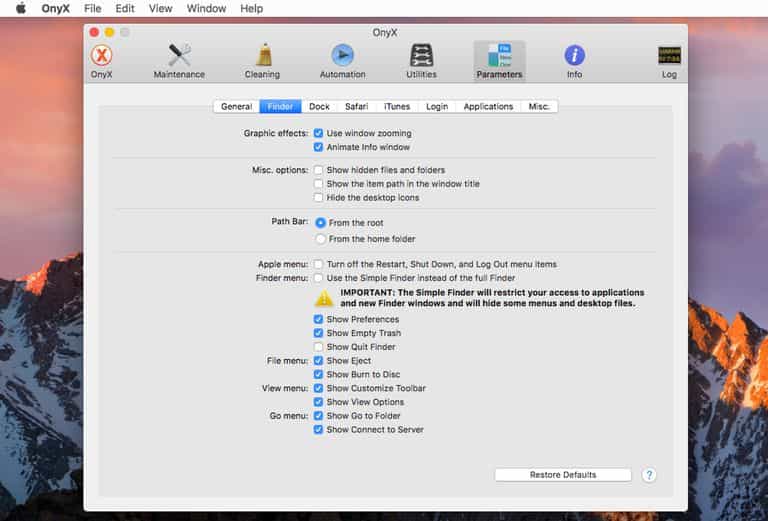 OnyX File Edit View Window Help
OnyX
OnyX Maintenance Cleaning Automation Utilities Parameters Info Log
General Finder Dock Safari iTunes Login Applications Misc.
Graphic effects: Use window zooming
Animate Info window
Misc. options: Show hidden files and folders
Show the item path in the window title
Hide the desktop icons
Path Bar: From the root
From the home folder
Apple menu: Turn off the Restart, Shut Down, and Log Out menu items
Finder menu: Use the Simple Finder instead of the full Finder
IMPORTANT: The Simple Finder will restrict your access to applications
and new Finder windows and will hide some menus and desktop files.
Show Preferences
Show Empty Trash
Show Quit Finder
File menu: Show Eject
Show Burn to Disc
View menu: Show Customize Toolbar
Show View Options
Go menu: Show Go to Folder
Show Connect to Server
Restore Defaults ?